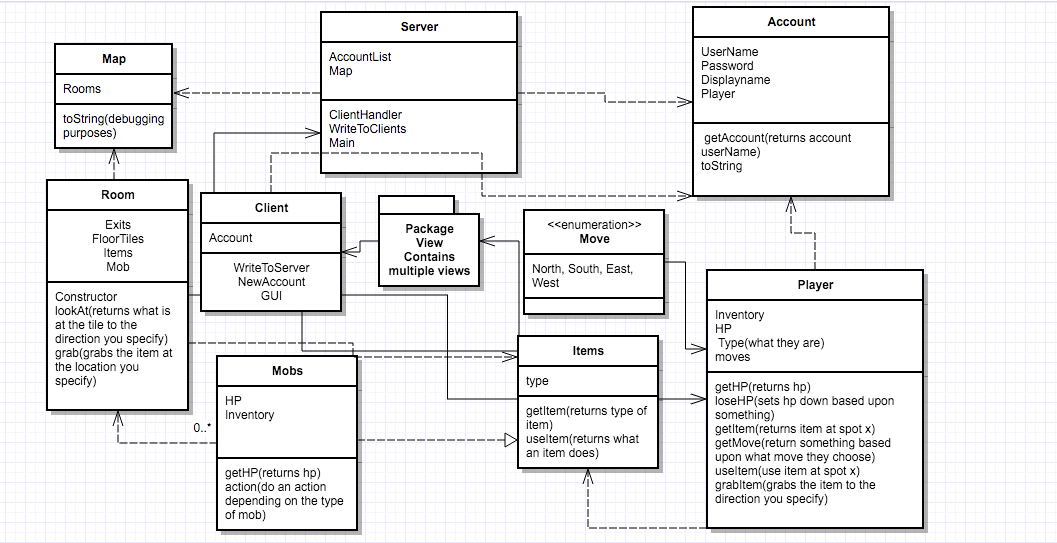 Map
Rooms
toString(debugging
purposes)
Server
AccountList
Map
ClientHandler
WriteToClients
Main
Account
UserName
Password
Displayname
Player
getAccount(returns account
userName)
toString
Room
Exits
FloorTiles
Items
Mob
Constructor
lookAt(returns what is
at the tile to the
direction you specify)
grab(grabs the item at
the location you
specify)
Client
Account
WriteToServer
NewAccount
GUI
Package
View
Contains
multiple views
<<enumeration>>
Move
North, South, East,
West
Player
Inventory
HP
Type(what they are)
moves
getHP(returns hp)
loseHP(sets hp down based upon
something)
getItem(returns item at spot x)
getMove(return something based
upon what move they choose)
useItem(use item at spot x)
grabItem(grabs the item to the
direction you specify)
Items
type
getItem(returns type of
item)
useItem(returns what
an item does)
Mobs
HP
Inventory
getHP(returns hp)
action(do an action
depending on the type
of mob)
0..*